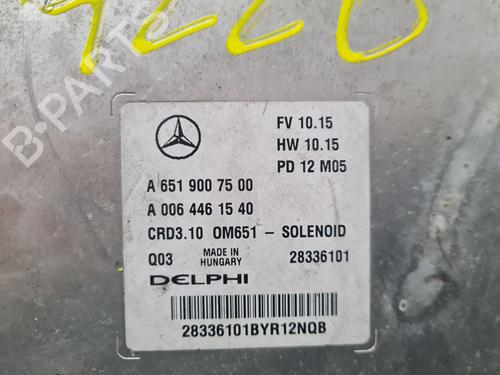 B-PARTS
FV 10.15
HW 10.15
PD 12 M05
A 651 900 75 00
A 006 446 15 40
CRD3.10 OM651 - SOLENOID
Q03 MADE IN HUNGARY 28336101
DELPHI
28336101BYR12NQB